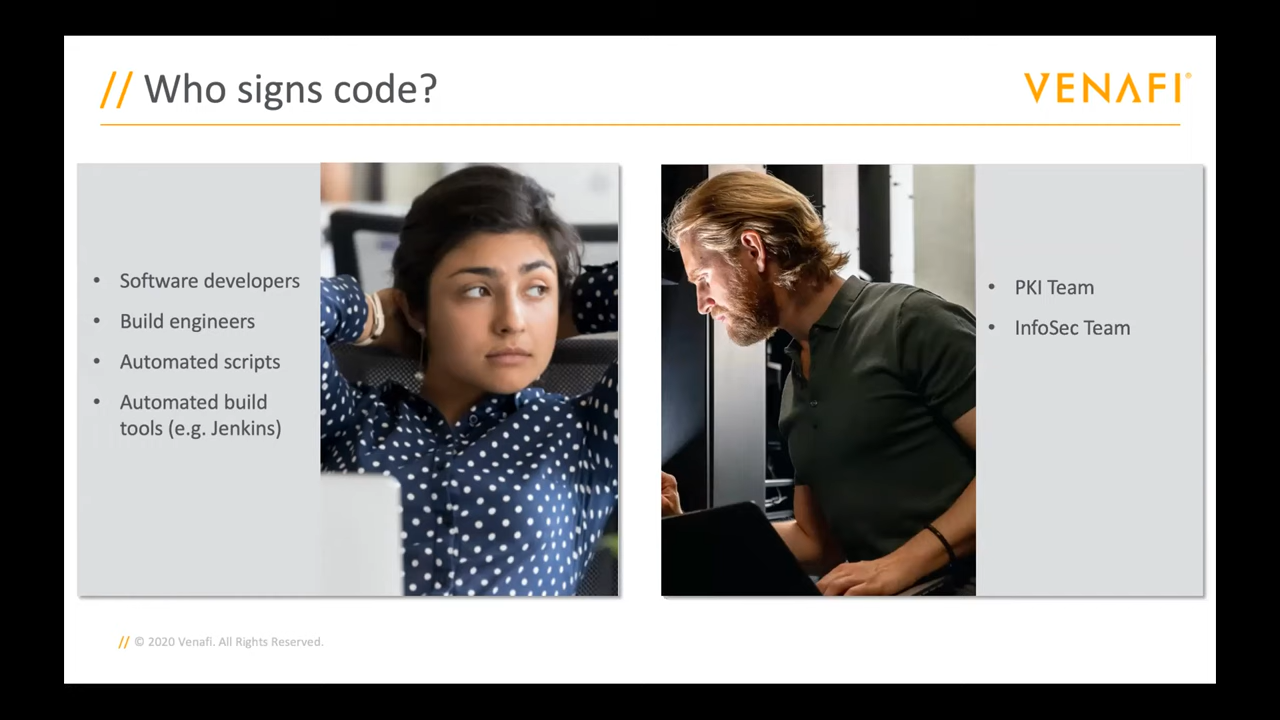 // Who signs code?
VENAFI®
• Software developers
• Build engineers
• Automated scripts
• Automated build
tools (e.g. Jenkins)
• PKI Team
• InfoSec Team
// © 2020 Venafi. All Rights Reserved.